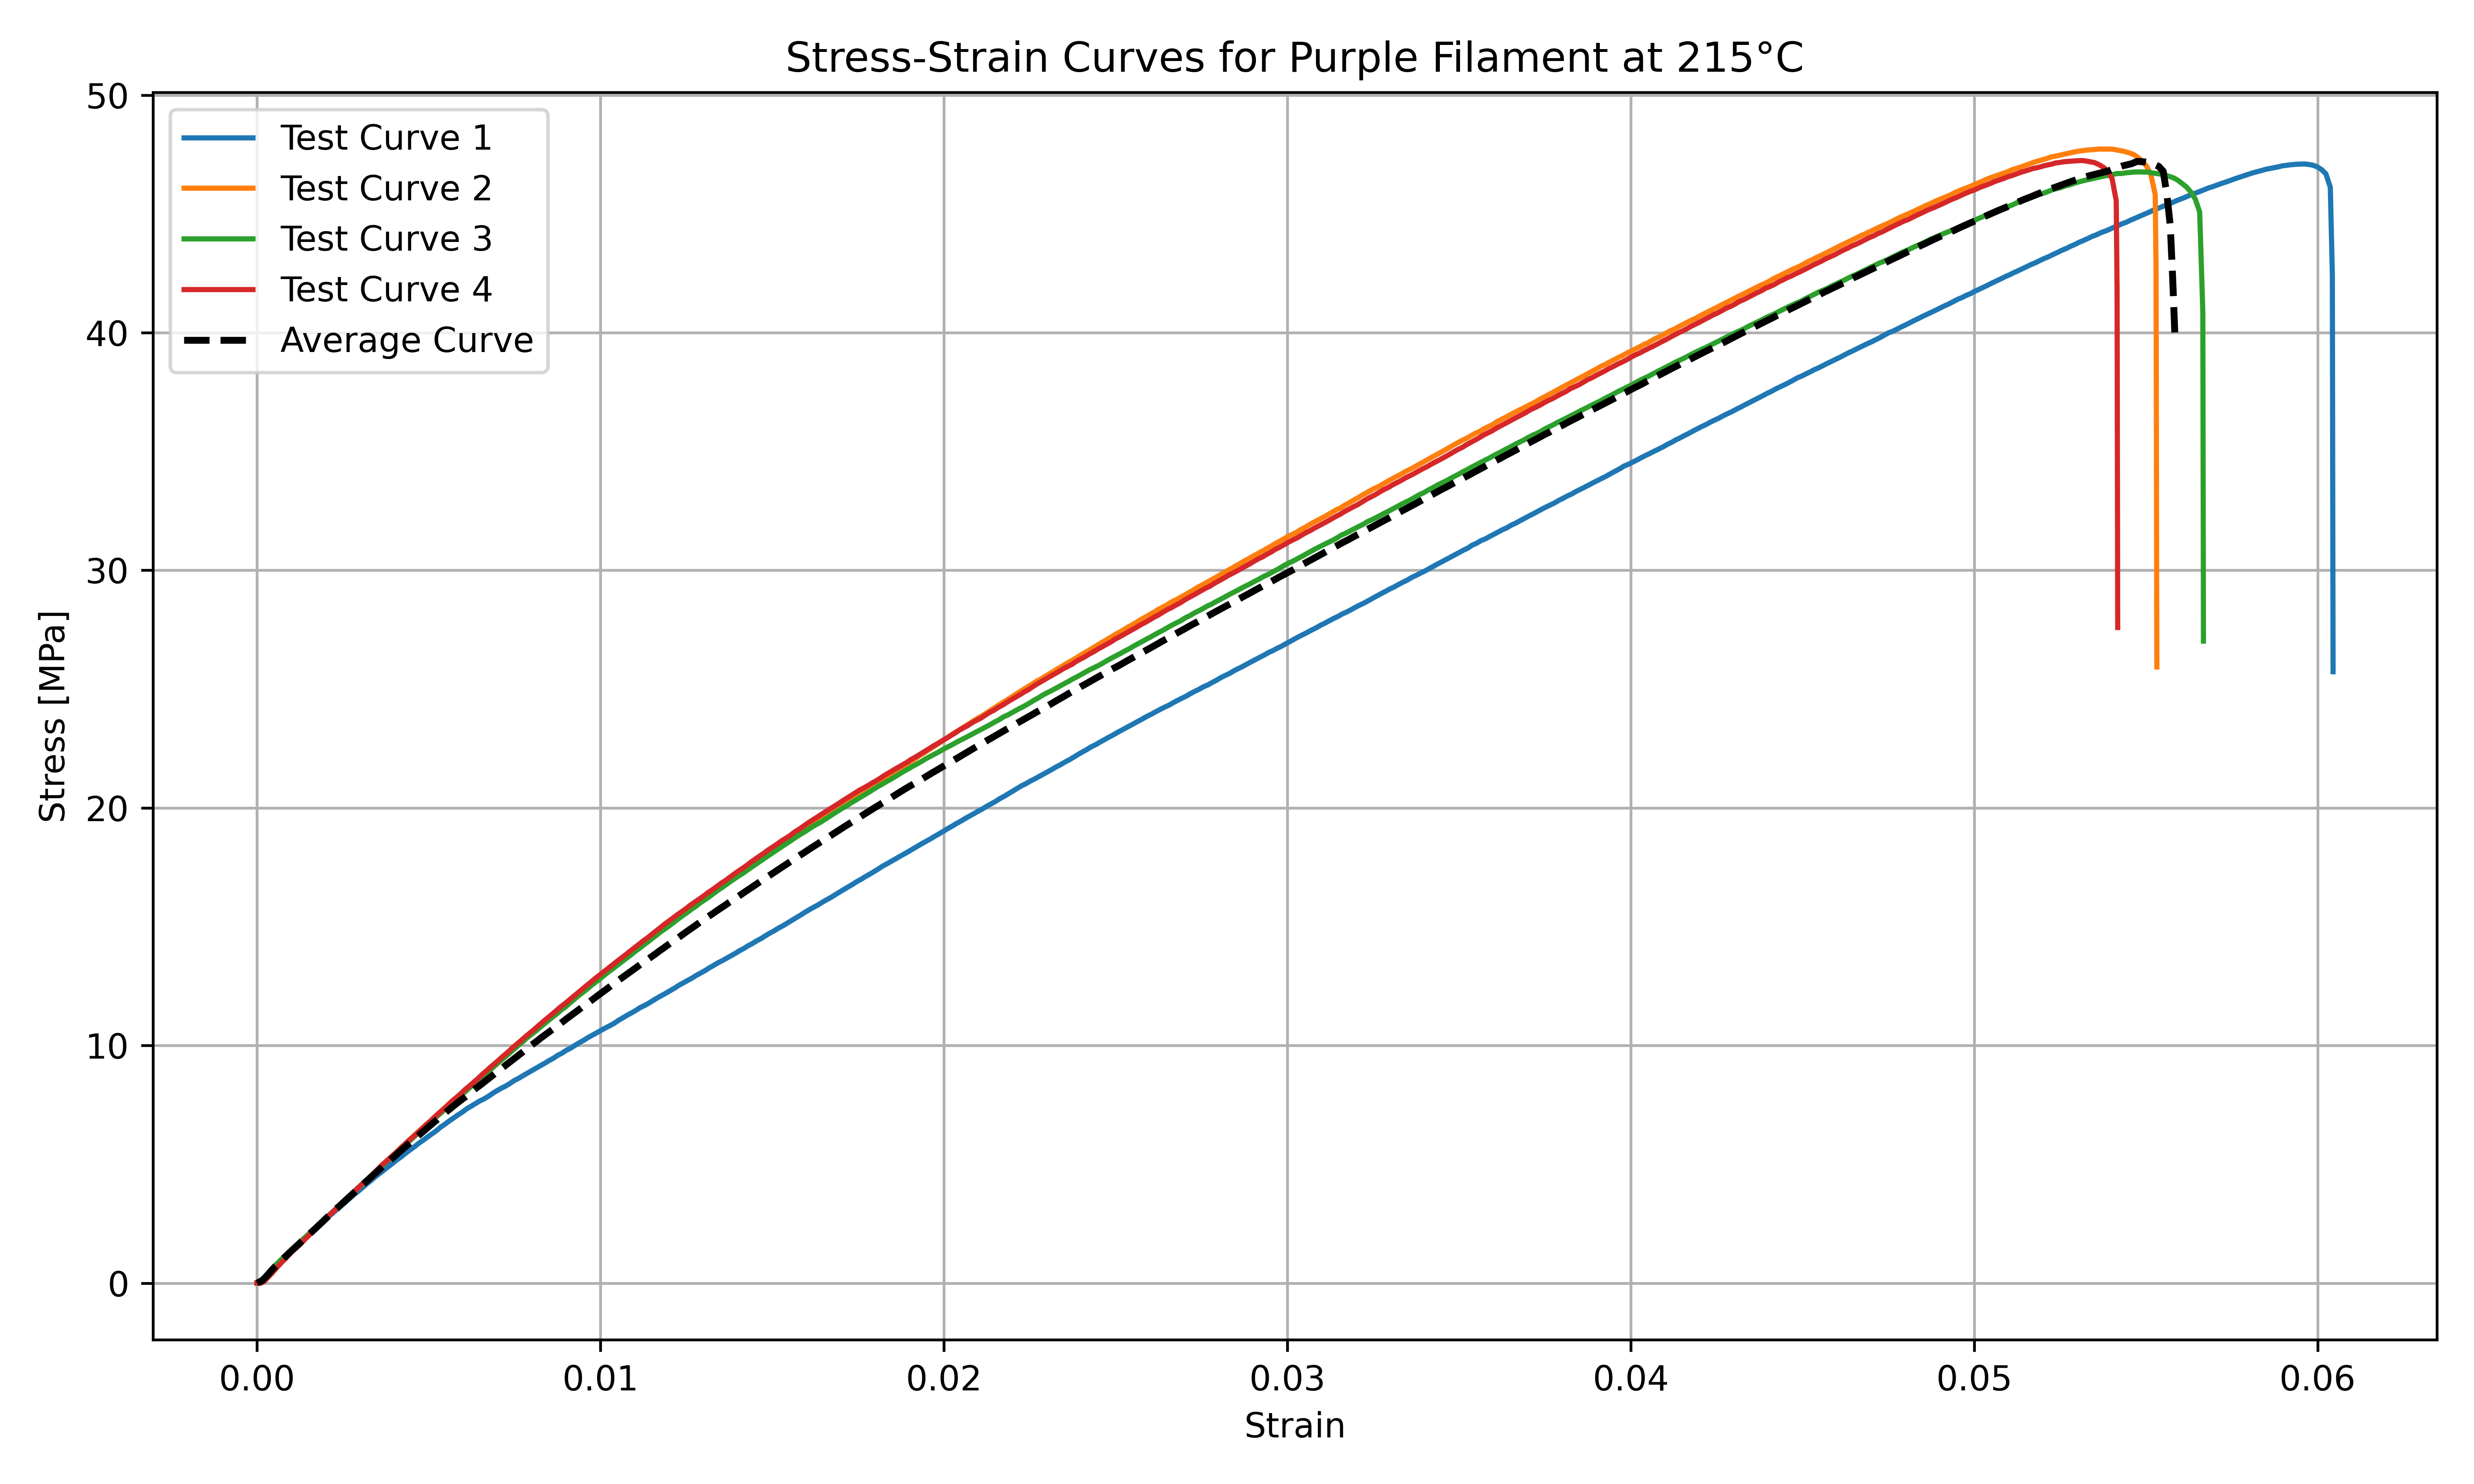 Stress-Strain Curves for Purple Filament at 215°C
50
40
30
20
10
0
Stress [MPa]
Test Curve 1
Test Curve 2
Test Curve 3
Test Curve 4
Average Curve
0.00 0.01 0.02 0.03 0.04 0.05 0.06
Strain